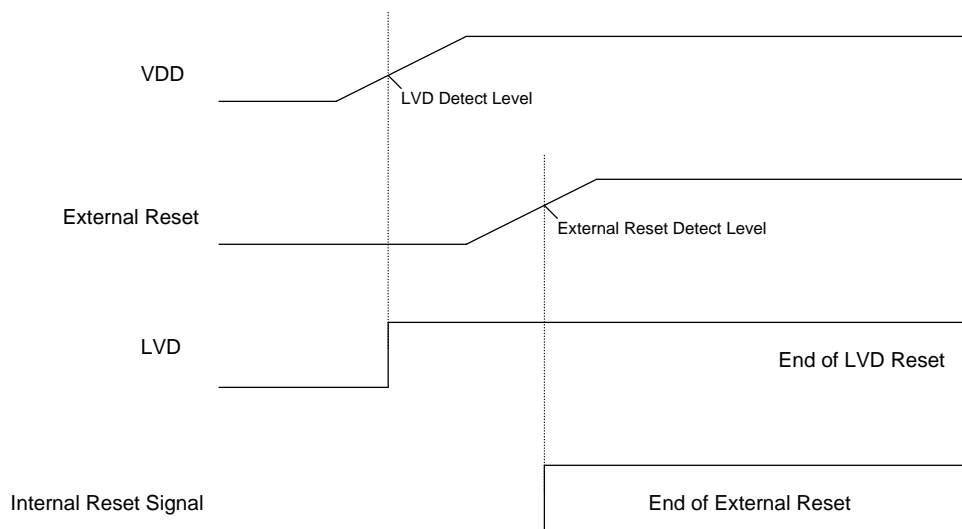 VDD
LVD Detect Level
External Reset
External Reset Detect Level
LVD
End of LVD Reset
Internal Reset Signal
End of External Reset